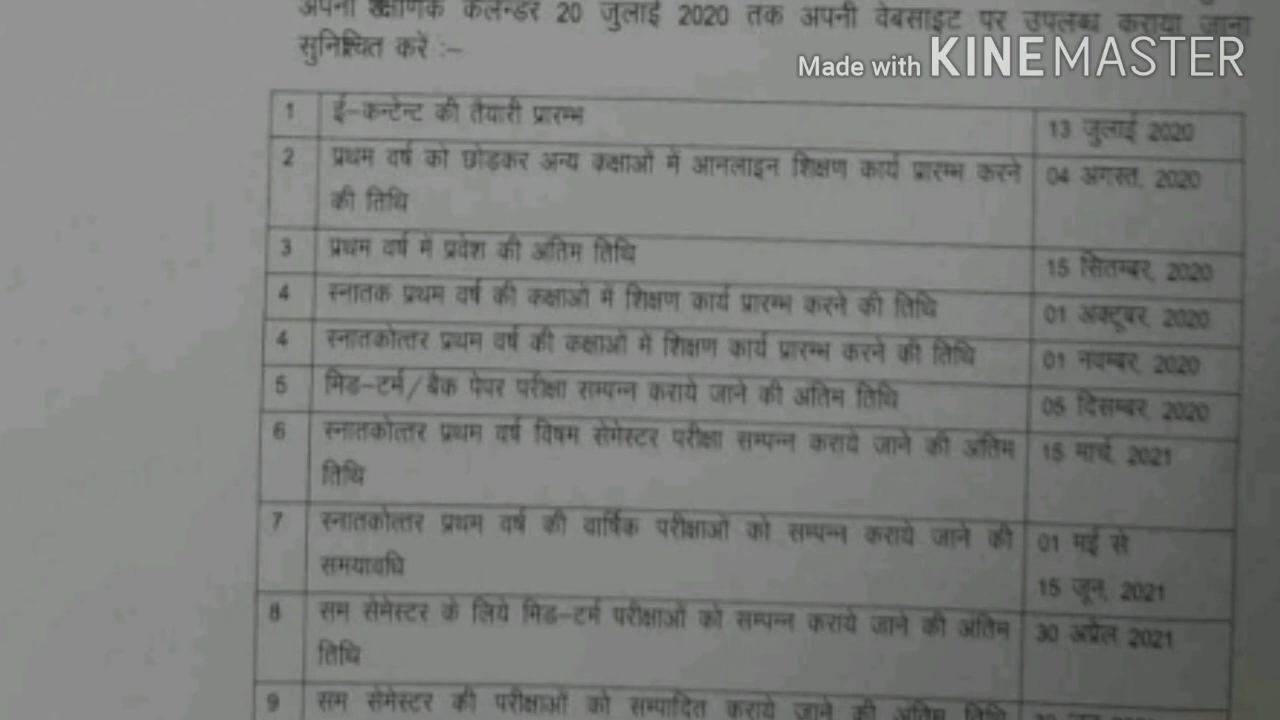 अपना शैक्षणिक कलेन्डर 20 जुलाई 2020 तक अपनी वेबसाइट पर उपलब्ध कराया जाना
सुनिश्चित करें :–
Made with KINEMASTER
1 ई-कन्टेन्ट की तैयारी प्रारम्भ 13 जुलाई 2020
2 प्रथम वर्ष को छोड़कर अन्य कक्षाओं में आनलाइन शिक्षण कार्य प्रारम्भ करने 04 अगस्त, 2020
की तिथि
3 प्रथम वर्ष में प्रवेश की अंतिम तिथि 15 सितम्बर, 2020
4 स्नातक प्रथम वर्ष की कक्षाओं में शिक्षण कार्य प्रारम्भ करने की तिथि 01 अक्टूबर, 2020
4 स्नातकोत्तर प्रथम वर्ष की कक्षाओं में शिक्षण कार्य प्रारम्भ करने की तिथि 01 नवम्बर, 2020
5 मिड-टर्म/बैक पेपर परीक्षा सम्पन्न कराये जाने की अंतिम तिथि 05 दिसम्बर, 2020
6 स्नातकोत्तर प्रथम वर्ष विषम सेमेस्टर परीक्षा सम्पन्न कराये जाने की अंतिम 15 मार्च, 2021
तिथि
7 स्नातकोत्तर प्रथम वर्ष की वार्षिक परीक्षाओं को सम्पन्न कराये जाने की 01 मई से
समयावधि 15 जून, 2021
8 सम सेमेस्टर के लिये मिड-टर्म परीक्षाओं को सम्पन्न कराये जाने की अंतिम 30 अप्रैल 2021
तिथि
9 सम सेमेस्टर की परीक्षाओं को सम्पादित कराये जाने की अंतिम तिथि